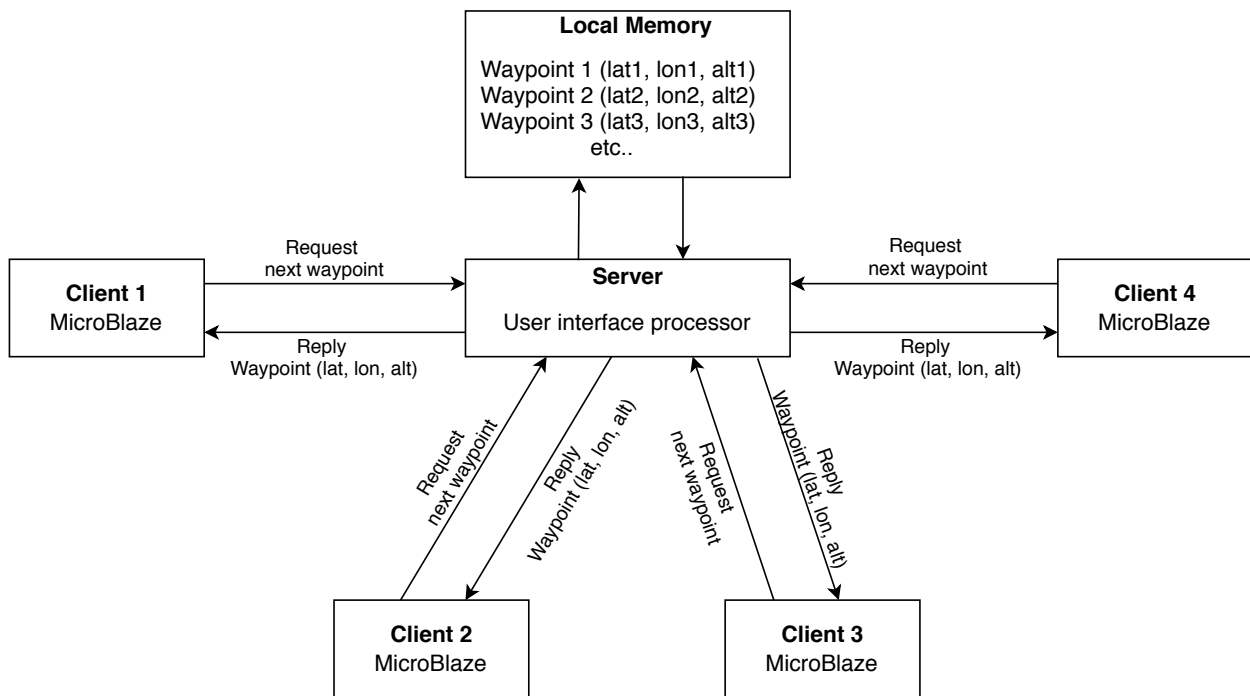 Local Memory
Waypoint 1 (lat1, lon1, alt1)
Waypoint 2 (lat2, lon2, alt2)
Waypoint 3 (lat3, lon3, alt3)
etc..
Request
next waypoint
Request
next waypoint
Client 1
MicroBlaze
Server
User interface processor
Client 4
MicroBlaze
Reply
Waypoint (lat, lon, alt)
Reply
Waypoint (lat, lon, alt)
Request
next waypoint
Reply
Waypoint (lat, lon, alt)
Request
next waypoint
Reply
Waypoint (lat, lon, alt)
Client 2
MicroBlaze
Client 3
MicroBlaze